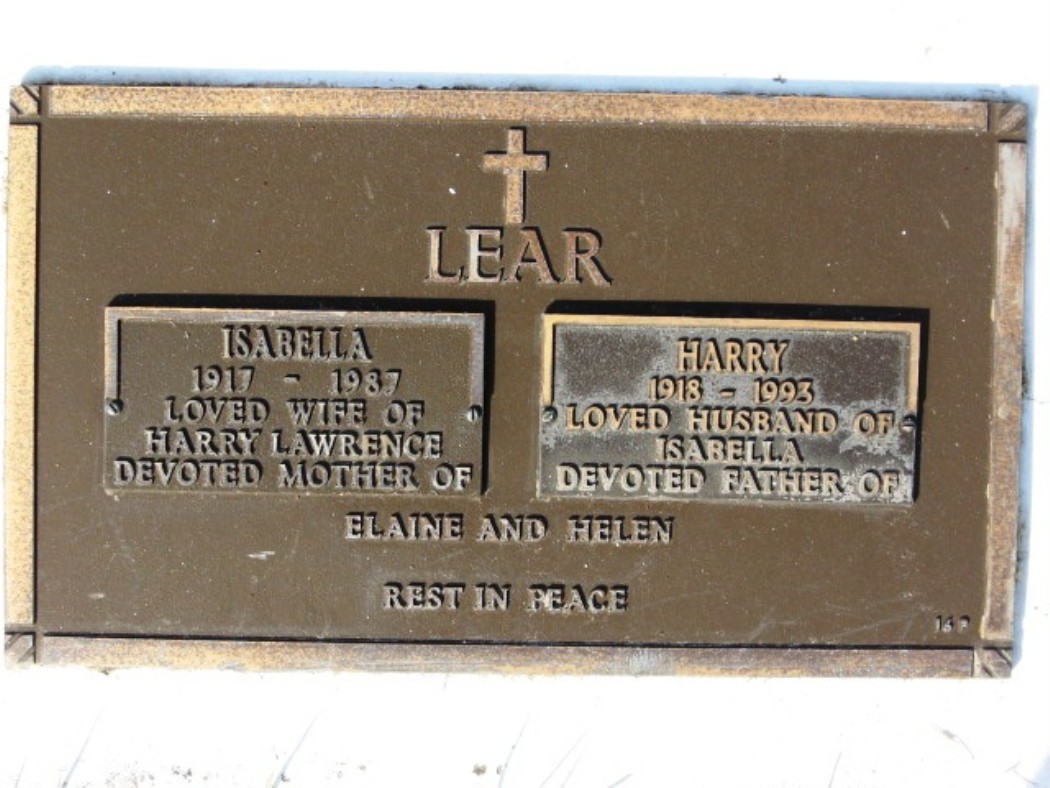 LEAR
ISABELLA
1917 - 1987
LOVED WIFE OF
HARRY LAWRENCE
DEVOTED MOTHER OF
HARRY
1918 - 1993
LOVED HUSBAND OF
ISABELLA
DEVOTED FATHER OF
ELAINE AND HELEN
REST IN PEACE